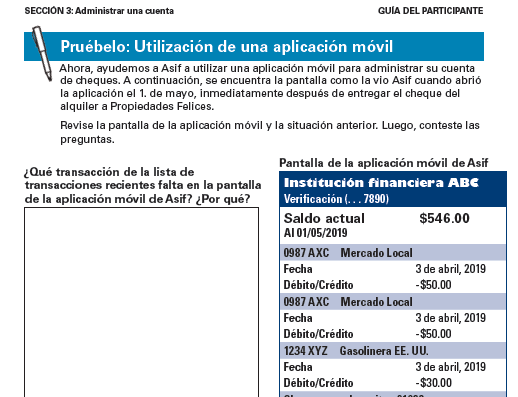 SECCIÓN 3: Administrar una cuenta
GUÍA DEL PARTICIPANTE
Pruébelo: Utilización de una aplicación móvil
Ahora, ayudemos a Asif a utilizar una aplicación móvil para administrar su cuenta
de cheques. A continuación, se encuentra la pantalla como la vio Asif cuando abrió
la aplicación el 1. de mayo, inmediatamente después de entregar el cheque del
alquiler a Propiedades Felices.
Revise la pantalla de la aplicación móvil y la situación anterior. Luego, conteste las
preguntas.
¿Qué transacción de la lista de
transacciones recientes falta en la pantalla
de la aplicación móvil de Asif? ¿Por qué?
Pantalla de la aplicación móvil de Asif
Institución financiera ABC
Verificación (. . . 7890)
Saldo actual $546.00
Al 01/05/2019
0987 AXC Mercado Local
Fecha 3 de abril, 2019
Débito/Crédito -$50.00
0987 AXC Mercado Local
Fecha 3 de abril, 2019
Débito/Crédito -$50.00
1234 XYZ Gasolinera EE. UU.
Fecha 3 de abril, 2019
Débito/Crédito -$30.00